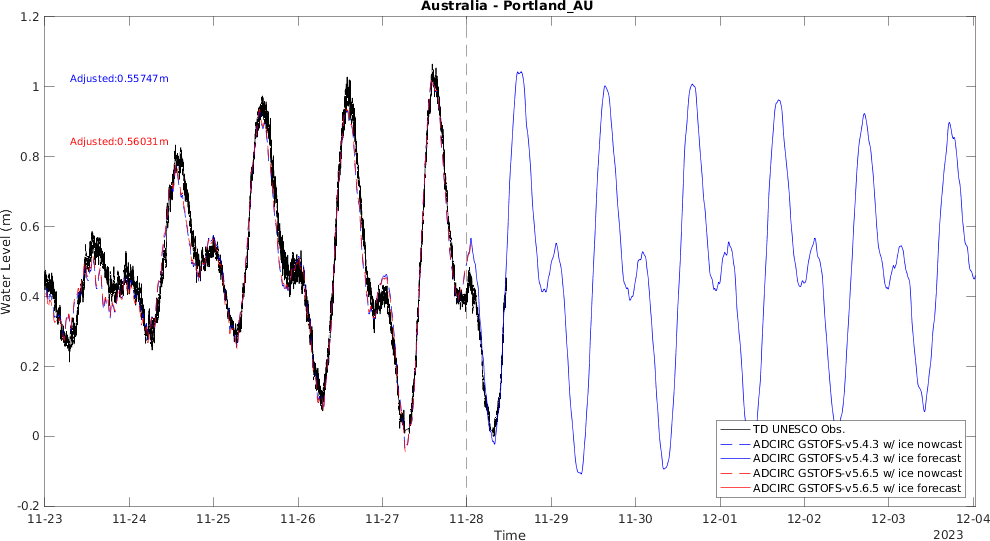 Australia - Portland_AU
1.2
1
0.8
0.6
0.4
0.2
0
-0.2
Water Level (m)
Adjusted:0.55747m
Adjusted:0.56031m
TD UNESCO Obs.
ADCIRC GSTOFS-v5.4.3 w/ ice nowcast
ADCIRC GSTOFS-v5.4.3 w/ ice forecast
ADCIRC GSTOFS-v5.6.5 w/ ice nowcast
ADCIRC GSTOFS-v5.6.5 w/ ice forecast
11-23 11-24 11-25 11-26 11-27 11-28 11-29 11-30 12-01 12-02 12-03 12-04
Time
2023